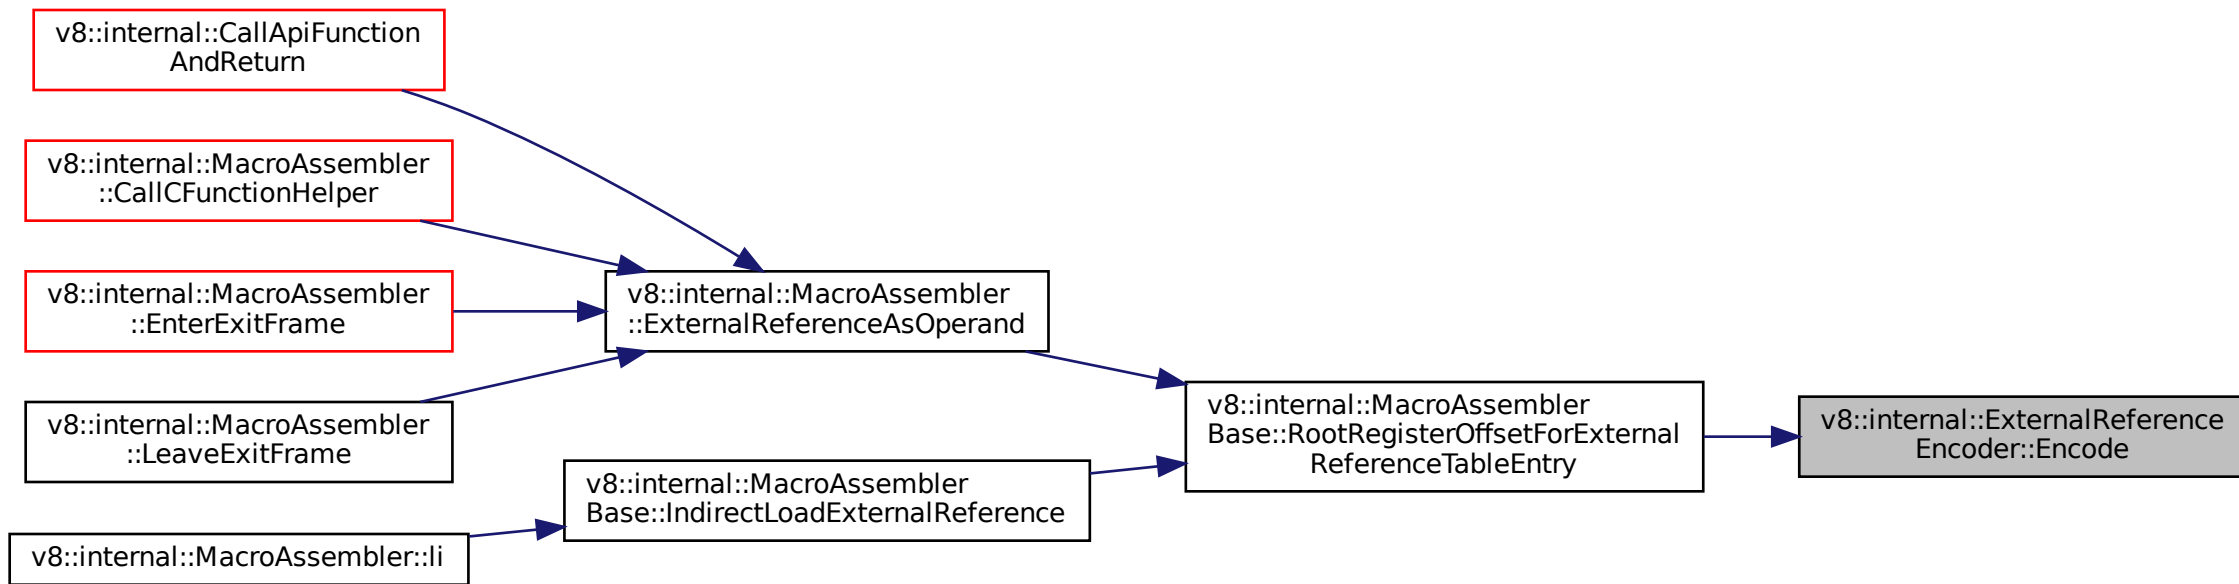 v8::internal::CallApiFunction
AndReturn
v8::internal::MacroAssembler
::CallCFunctionHelper
v8::internal::MacroAssembler
::EnterExitFrame
v8::internal::MacroAssembler
::LeaveExitFrame
v8::internal::MacroAssembler::li
v8::internal::MacroAssembler
::ExternalReferenceAsOperand
v8::internal::MacroAssembler
Base::IndirectLoadExternalReference
v8::internal::MacroAssembler
Base::RootRegisterOffsetForExternal
ReferenceTableEntry
v8::internal::ExternalReference
Encoder::Encode